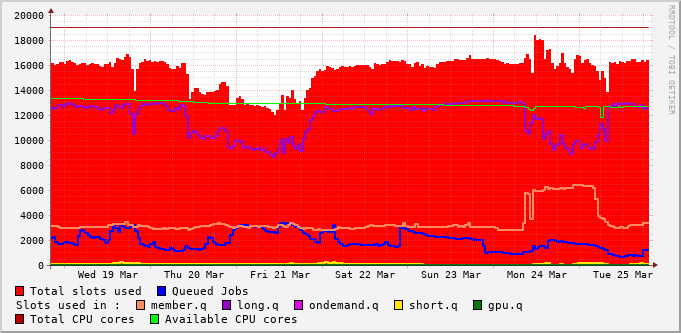 20000
18000
16000
14000
12000
10000
8000
6000
4000
2000
0
Wed 19 Mar Thu 20 Mar Fri 21 Mar Sat 22 Mar Sun 23 Mar Mon 24 Mar Tue 25 Mar
RRDTOOL / TOBI OETIKER
Total slots used Queued Jobs
Slots used in : member.q long.q ondemand.q short.q gpu.q
Total CPU cores Available CPU cores